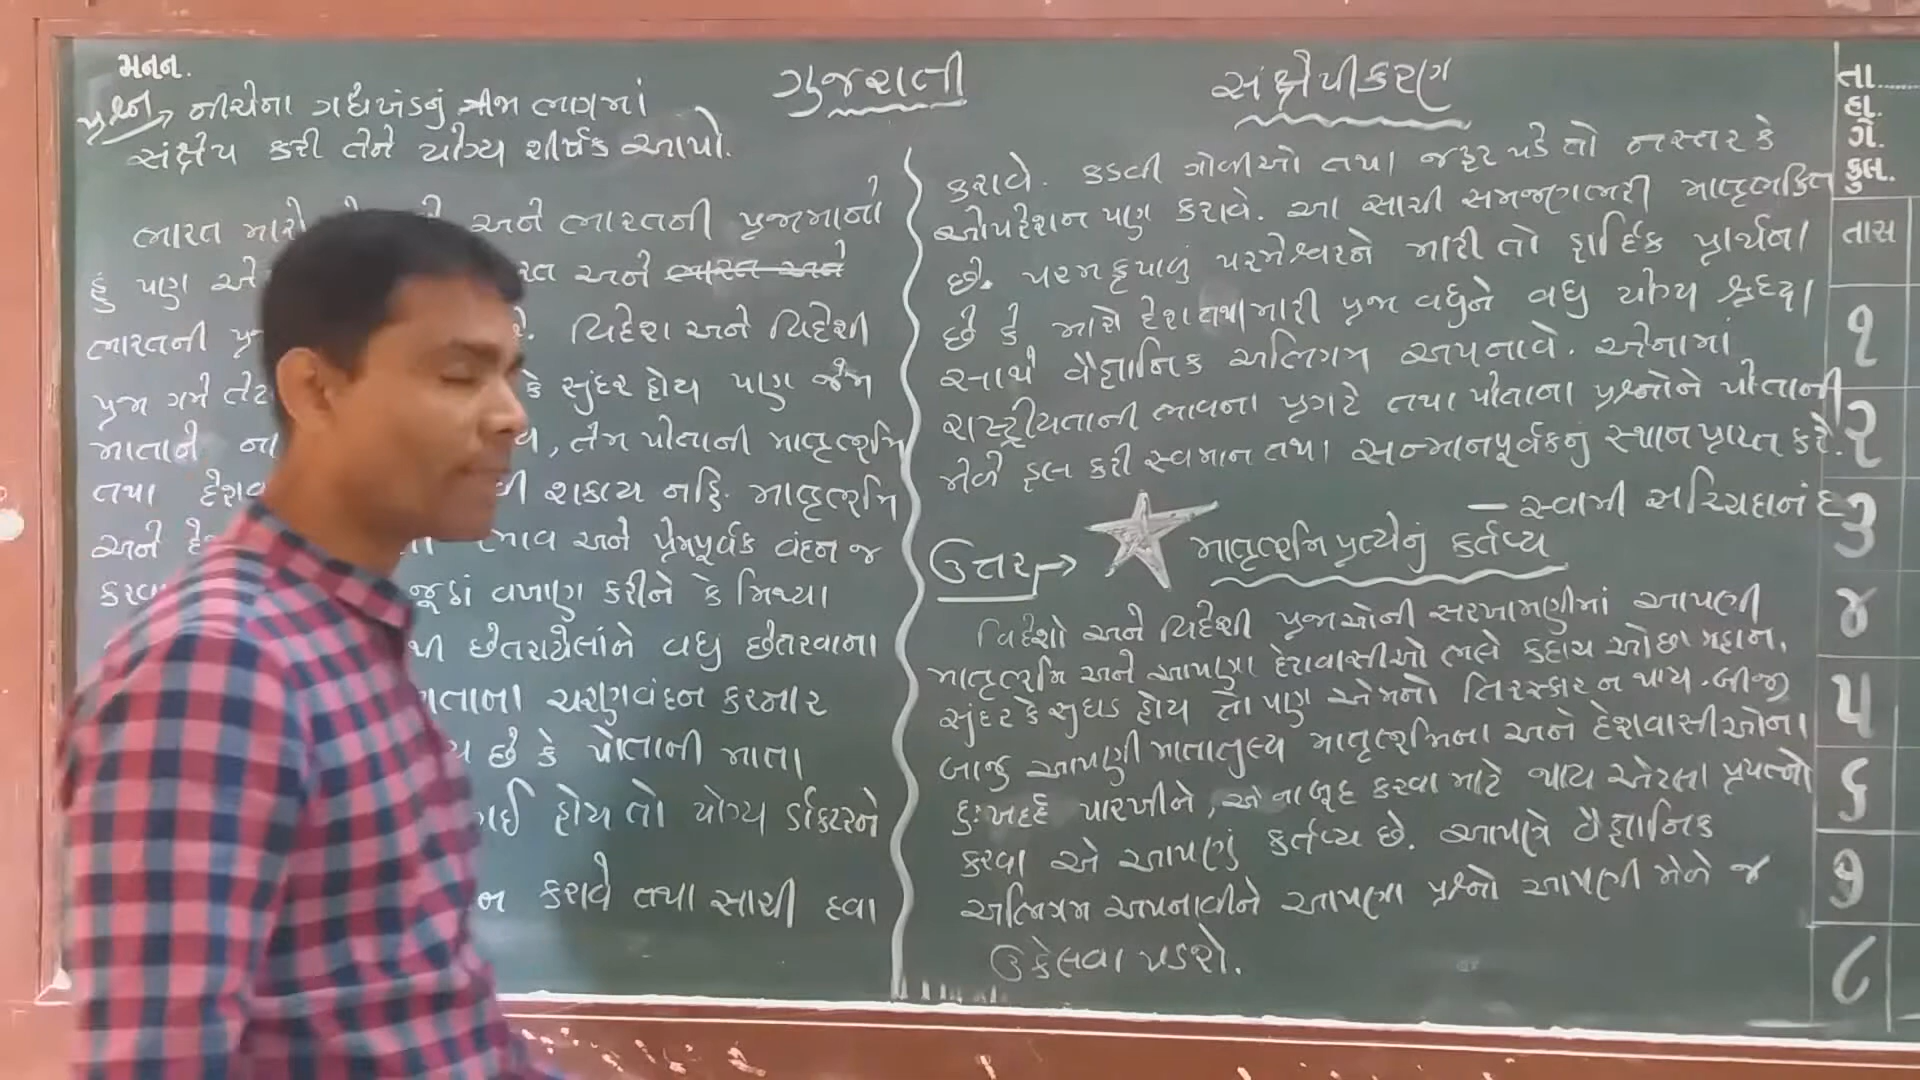 મનન.
ગુજરાતી
સંક્ષેપીકરણ
પ્રશ્ન → નીચેના ગદ્યખંડનું ત્રીજા ભાગમાં
સંક્ષેપ કરી તેને યોગ્ય શીર્ષક આપો.
ભારત મારો અને ભારતની પ્રજામાનો
હું પણ અને
ભારતની વિદેશ અને વિદેશી
પ્રજા ગમે કે સુંદર હોય પણ જેમ
માતાને , તેમ પોતાની માતૃભૂમિ
તથા શકાય નહિ. માતૃભૂમિ
અને ભાવ અને પ્રેમપૂર્વક વંદન જ
જૂઠાં વખાણ કરીને કે મિથ્યા
છેતરાયેલાંને વધુ છેતરવાના
ચરણવંદન કરનાર
છે કે પોતાની માતા
હોય તો યોગ્ય ડૉક્ટરને
કરાવે તથા સાચી દવા
કરાવે. કડવી ગોળીઓ તથા જરૂર પડે તો નસ્તર કે
ઓપરેશન પણ કરાવે. આ સાચી સમજણભરી માતૃભક્તિ
છે. પરમ કૃપાળુ પરમેશ્વરને મારી તો હાર્દિક પ્રાર્થના
છે કે મારો દેશ તથા મારી પ્રજા વધુને વધુ યોગ્ય શ્રદ્ધા
સાથે વૈજ્ઞાનિક અભિગમ અપનાવે. એનામાં
રાષ્ટ્રીયતાની ભાવના પ્રગટે તથા પોતાના પ્રશ્નોને પોતાની
મેળે હલ કરી સ્વમાન તથા સન્માનપૂર્વકનું સ્થાન પ્રાપ્ત કરે.
– સ્વામી સચ્ચિદાનંદ
ઉત્તર → માતૃભૂમિ પ્રત્યેનું કર્તવ્ય
વિદેશો અને વિદેશી પ્રજાઓની સરખામણીમાં આપણી
માતૃભૂમિ અને આપણા દેશવાસીઓ ભલે કદાચ ઓછા મહાન,
સુંદર કે સુઘડ હોય તો પણ એમનો તિરસ્કાર ન થાય. બીજી
બાજુ આપણી માતાતુલ્ય માતૃભૂમિના અને દેશવાસીઓના
દુઃખદર્દ પારખીને, એ કરવા માટે થાય એટલા પ્રયત્નો
કરવા એ આપણું કર્તવ્ય છે. આપણે વૈજ્ઞાનિક
અભિગમ અપનાવીને આપણા પ્રશ્નો આપણી મેળે જ
ઉકેલવા પડશે.
તા.....
હા.
ગે.
કુલ.
તાસ
૧
૨
૩
૪
૫
૬
૭
૮